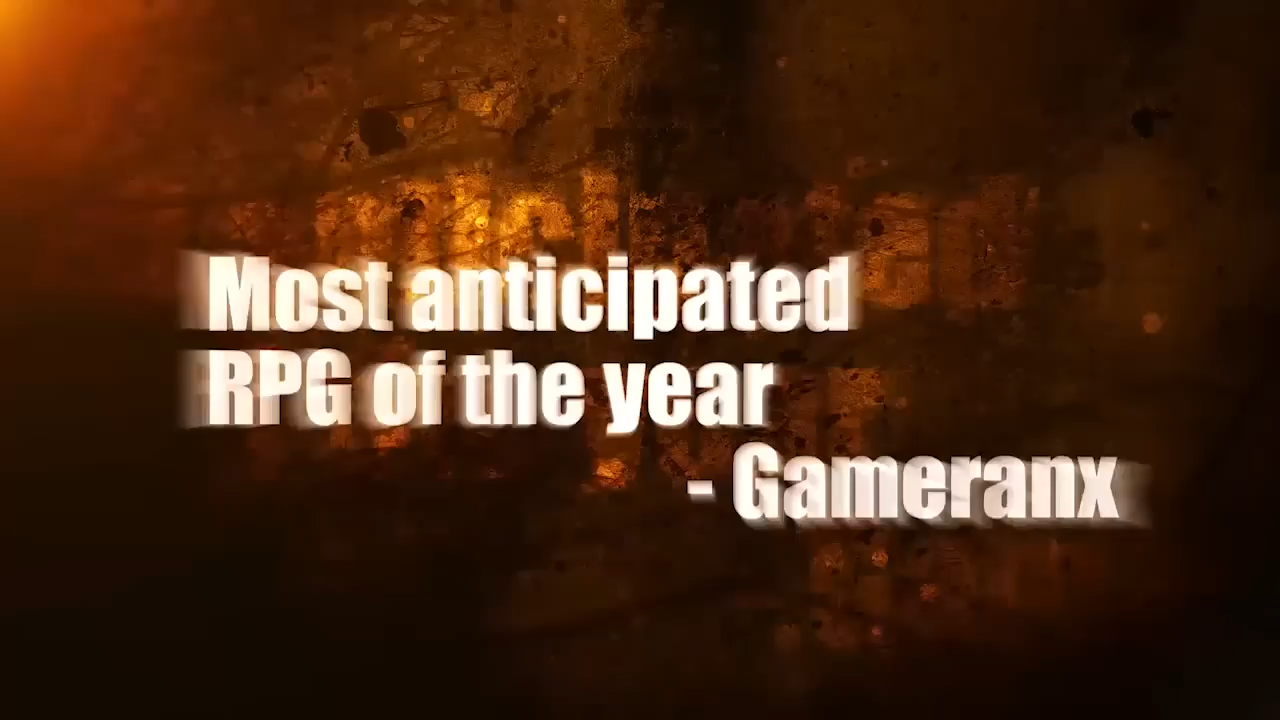 Most anticipated
RPG of the year
- Gameranx